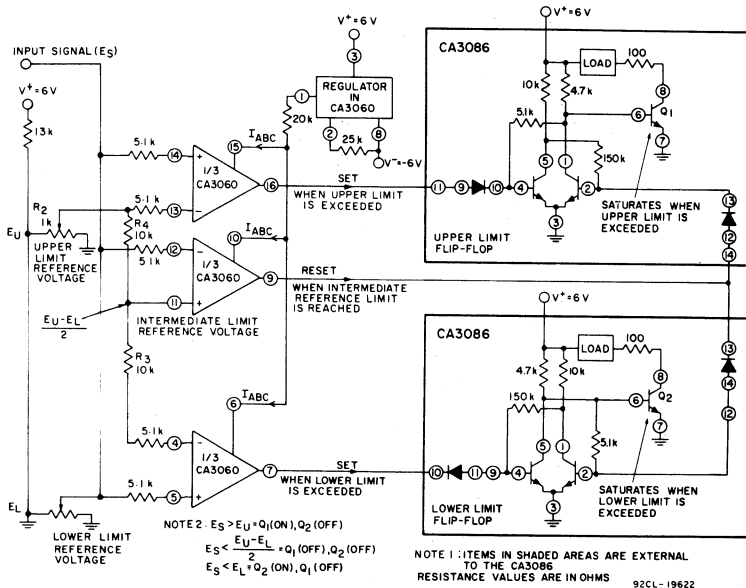 V+=6V
INPUT SIGNAL(ES)
V+=6V
13k
3
REGULATOR
IN
CA3060
1
2
8
20k
25k
V-=-6V
5.1k
14
+
15
IABC
1/3
CA3060
16
SET
WHEN UPPER LIMIT
IS EXCEEDED
5.1k
13
−
R2
1k
EU
UPPER
LIMIT
REFERENCE
VOLTAGE
R4
10k
5.1k
12
−
10
IABC
1/3
CA3060
9
RESET
WHEN INTERMEDIATE
REFERENCE LIMIT
IS REACHED
11
+
EU-EL
2
INTERMEDIATE LIMIT
REFERENCE VOLTAGE
R3
10k
6
IABC
5.1k
4
−
1/3
CA3060
7
SET
WHEN LOWER LIMIT
IS EXCEEDED
5.1k
5
+
EL
LOWER LIMIT
REFERENCE
VOLTAGE
NOTE 2: ES>EU=Q1(ON),Q2(OFF)
ES< EU-EL =Q1(OFF),Q2(OFF)
2
ES<EL=Q2(ON),Q1(OFF)
V+=6V
CA3086
LOAD
100
10k
4.7k
8
Q1
5.1k
6
7
150k
5
1
11
9
10
4
2
3
SATURATES WHEN
UPPER LIMIT IS
EXCEEDED
UPPER LIMIT
FLIP-FLOP
13
12
14
V+=6V
CA3086
LOAD
100
4.7k
10k
8
Q2
150k
6
7
5.1k
5
1
10
11
9
4
2
3
SATURATES WHEN
LOWER LIMIT IS
EXCEEDED
LOWER LIMIT
FLIP-FLOP
13
14
12
NOTE 1: ITEMS IN SHADED AREAS ARE EXTERNAL
TO THE CA3086
RESISTANCE VALUES ARE IN OHMS
92CL-19622